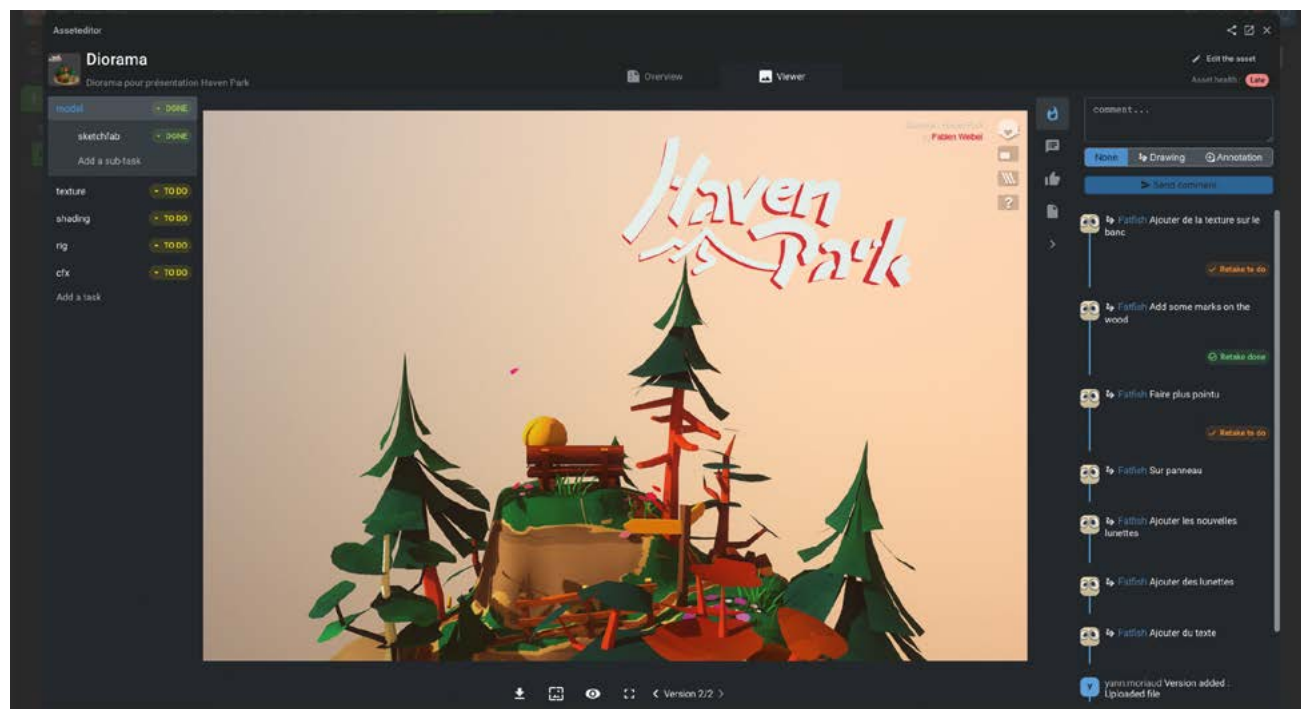 Asseteditor
Diorama
Diorama pour présentation Haven Park
Overview
Viewer
Edit the asset
Asset health : Late
model
DONE
sketchfab
DONE
Add a sub-task
texture
TO DO
shading
TO DO
rig
TO DO
cfx
TO DO
Add a task
by Fabien Weibel
Haven
Park
?
comment...
None
Drawing
Annotation
Send comment
Fatfish Ajouter de la texture sur le
banc
Retake to do
Fatfish Add some marks on the
wood
Retake done
Fatfish Faire plus pointu
Retake to do
Fatfish Sur panneau
Fatfish Ajouter les nouvelles
lunettes
Fatfish Ajouter des lunettes
Fatfish Ajouter du texte
Y
yann.moriaud Version added :
Uploaded file
Version 2/2